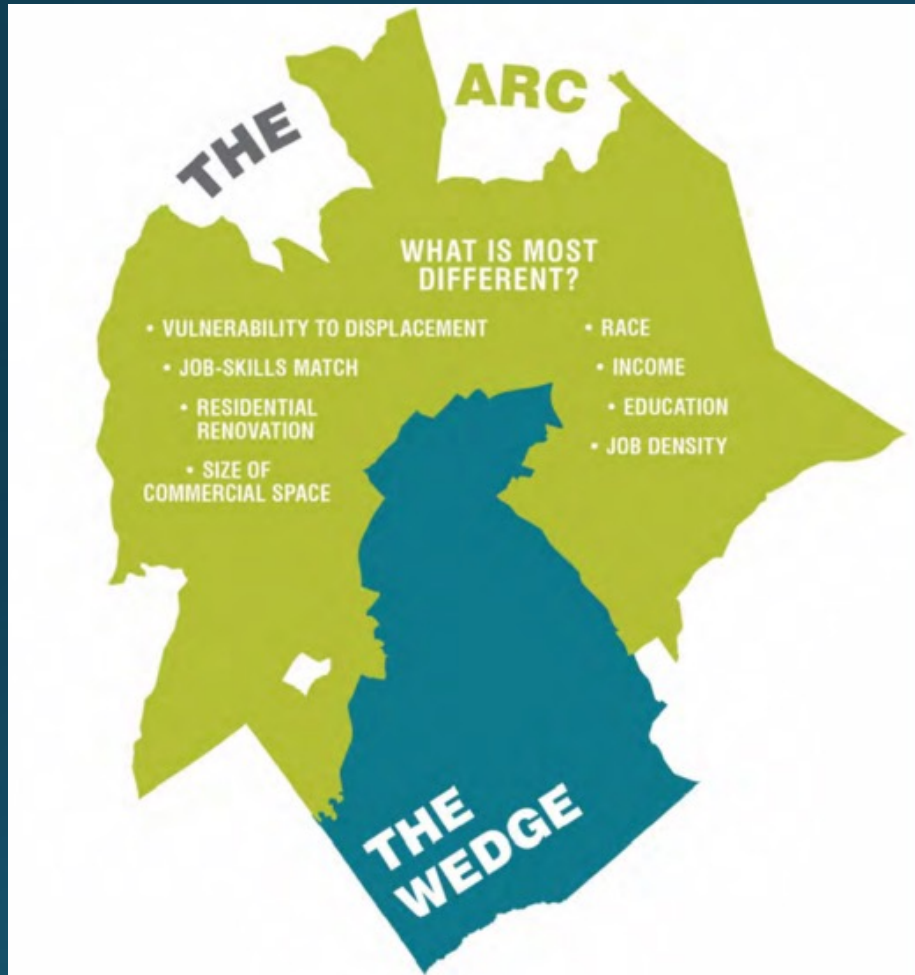 THE
ARC
WHAT IS MOST
DIFFERENT?
• VULNERABILITY TO DISPLACEMENT
• JOB-SKILLS MATCH
• RESIDENTIAL
RENOVATION
• SIZE OF
COMMERCIAL SPACE
• RACE
• INCOME
• EDUCATION
• JOB DENSITY
THE
WEDGE